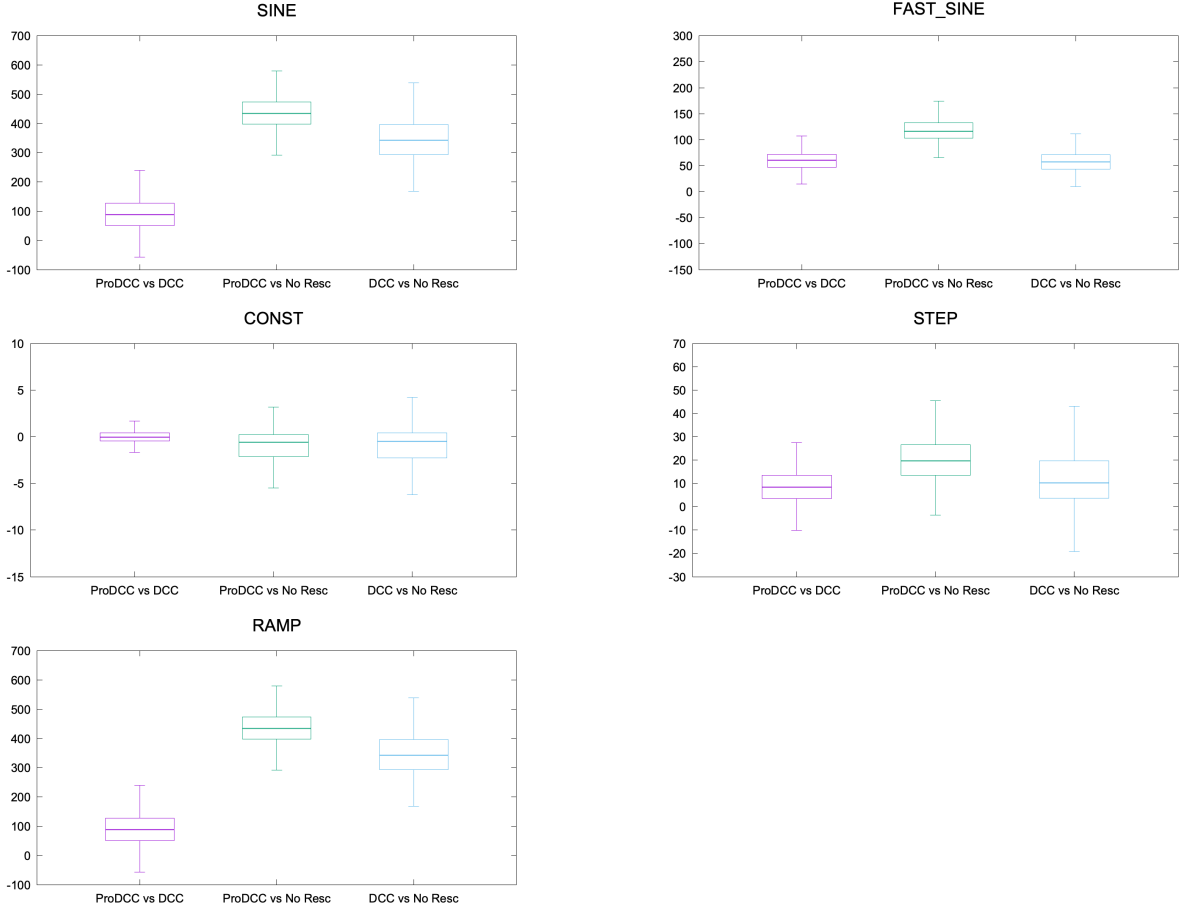 SINE
700
600
500
400
300
200
100
0
-100
ProDCC vs DCC
ProDCC vs No Resc
DCC vs No Resc
FAST_SINE
300
250
200
150
100
50
0
-50
-100
-150
ProDCC vs DCC
ProDCC vs No Resc
DCC vs No Resc
CONST
10
5
0
-5
-10
-15
ProDCC vs DCC
ProDCC vs No Resc
DCC vs No Resc
STEP
70
60
50
40
30
20
10
0
-10
-20
-30
ProDCC vs DCC
ProDCC vs No Resc
DCC vs No Resc
RAMP
700
600
500
400
300
200
100
0
-100
ProDCC vs DCC
ProDCC vs No Resc
DCC vs No Resc